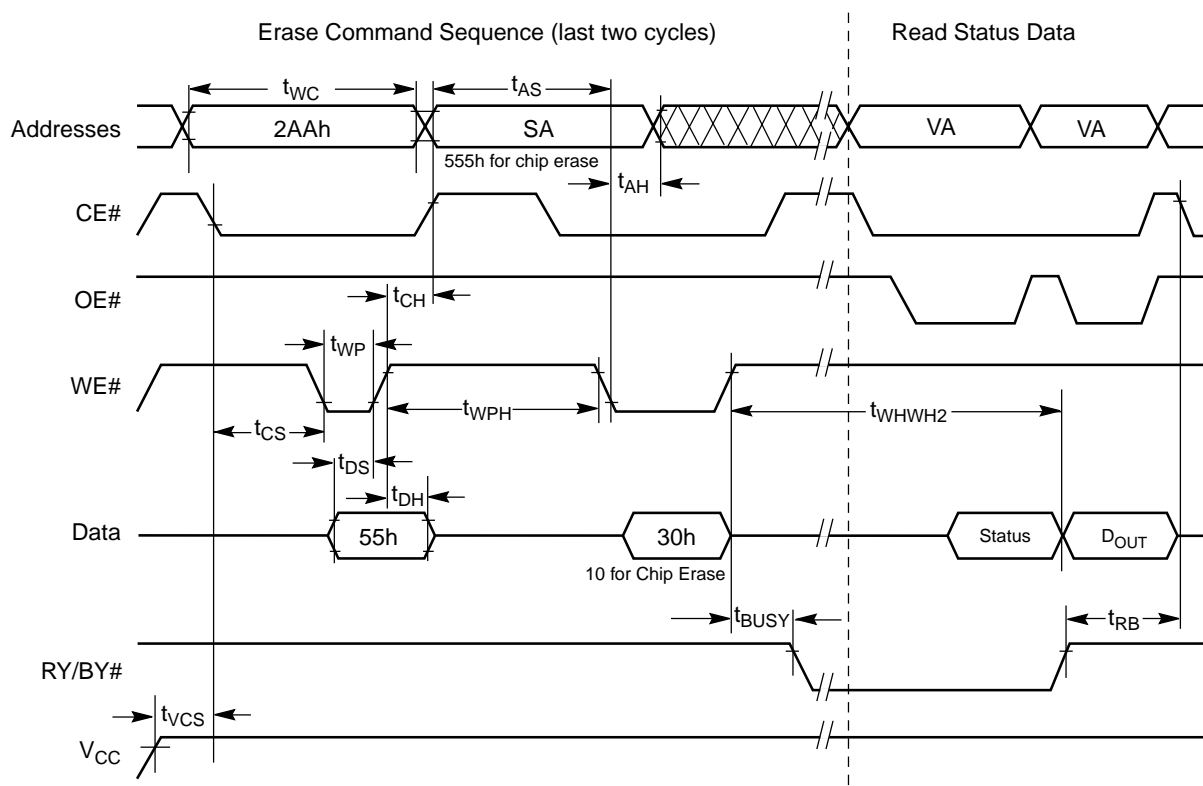 Erase Command Sequence (last two cycles)
Read Status Data
tWC
tAS
Addresses
2AAh
SA
VA
VA
555h for chip erase
tAH
CE#
OE#
tCH
tWP
WE#
tWPH
tWHWH2
tCS
tDS
tDH
Data
55h
30h
Status
DOUT
10 for Chip Erase
tBUSY
tRB
RY/BY#
tVCS
VCC